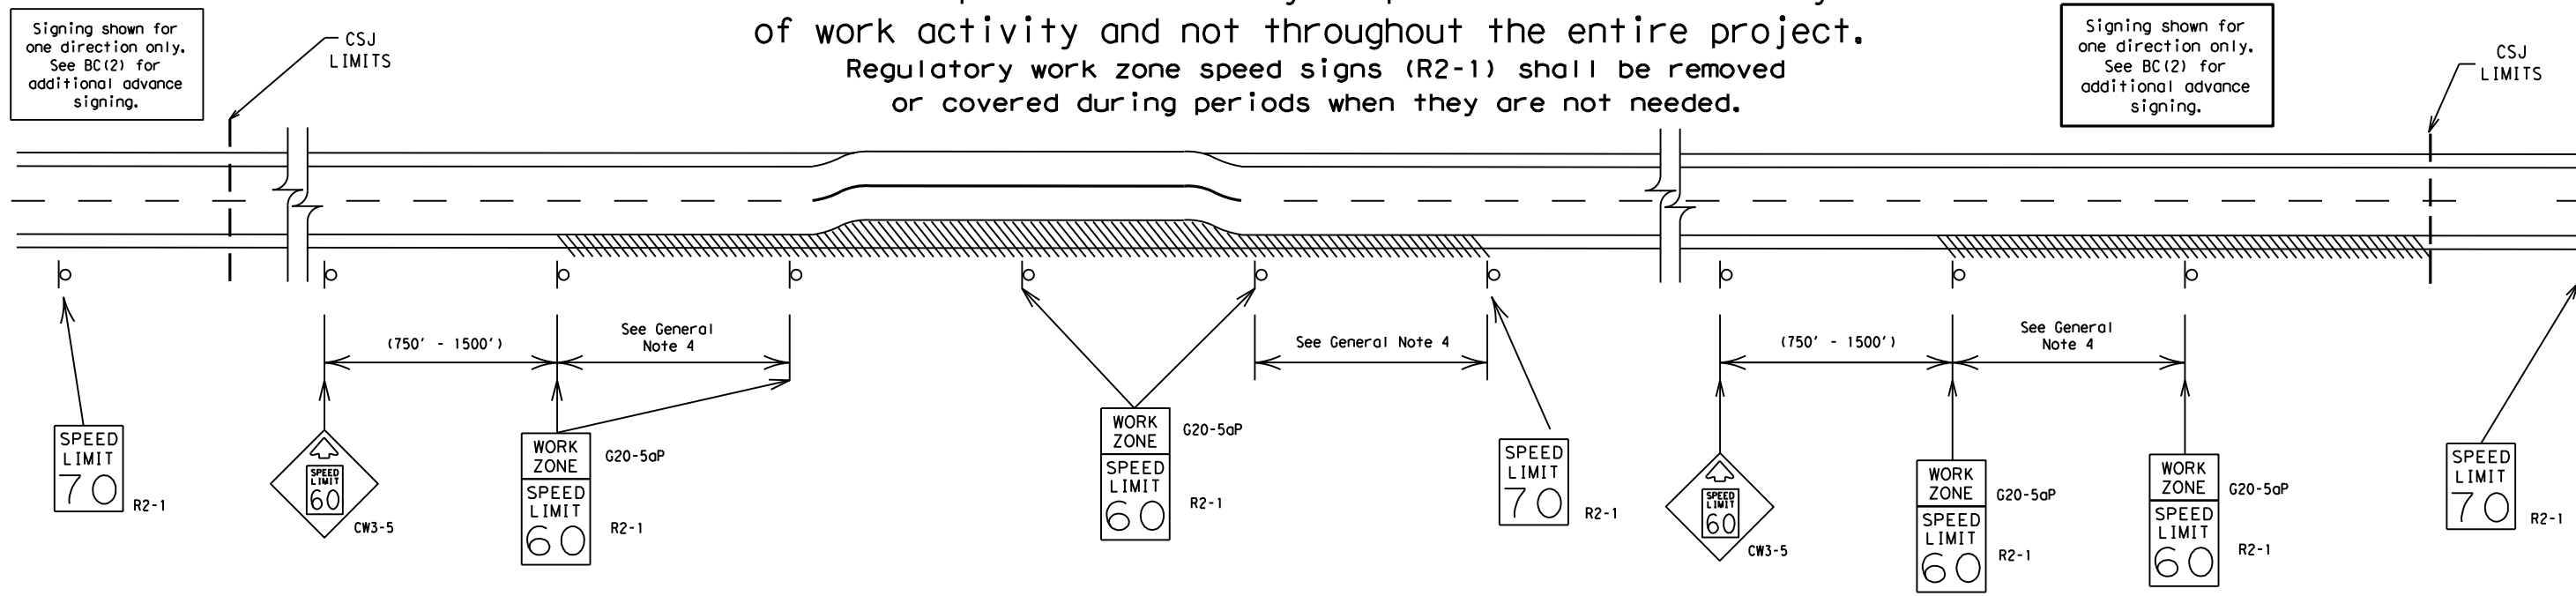 of work activity and not throughout the entire project.
Regulatory work zone speed signs (R2-1) shall be removed
or covered during periods when they are not needed.
Signing shown for
one direction only.
See BC(2) for
additional advance
signing.
CSJ
LIMITS
Signing shown for
one direction only.
See BC(2) for
additional advance
signing.
CSJ
LIMITS
(750' - 1500')
See General
Note 4
See General Note 4
(750' - 1500')
See General
Note 4
SPEED
LIMIT
70
R2-1
SPEED
LIMIT
60
CW3-5
WORK
ZONE
G20-5aP
SPEED
LIMIT
60
R2-1
WORK
ZONE
G20-5aP
SPEED
LIMIT
60
R2-1
SPEED
LIMIT
70
R2-1
SPEED
LIMIT
60
CW3-5
WORK
ZONE
G20-5aP
SPEED
LIMIT
60
R2-1
WORK
ZONE
G20-5aP
SPEED
LIMIT
60
R2-1
SPEED
LIMIT
70
R2-1